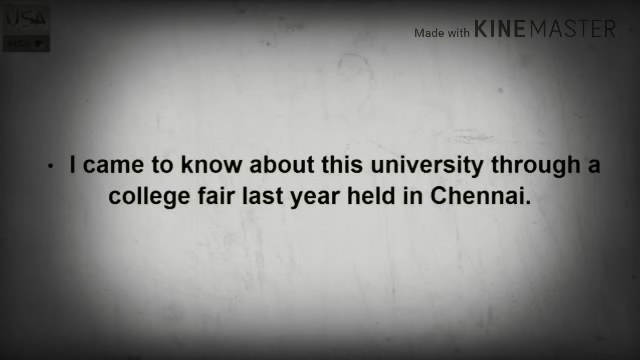 USA
Made with KINEMASTER
• I came to know about this university through a
college fair last year held in Chennai.